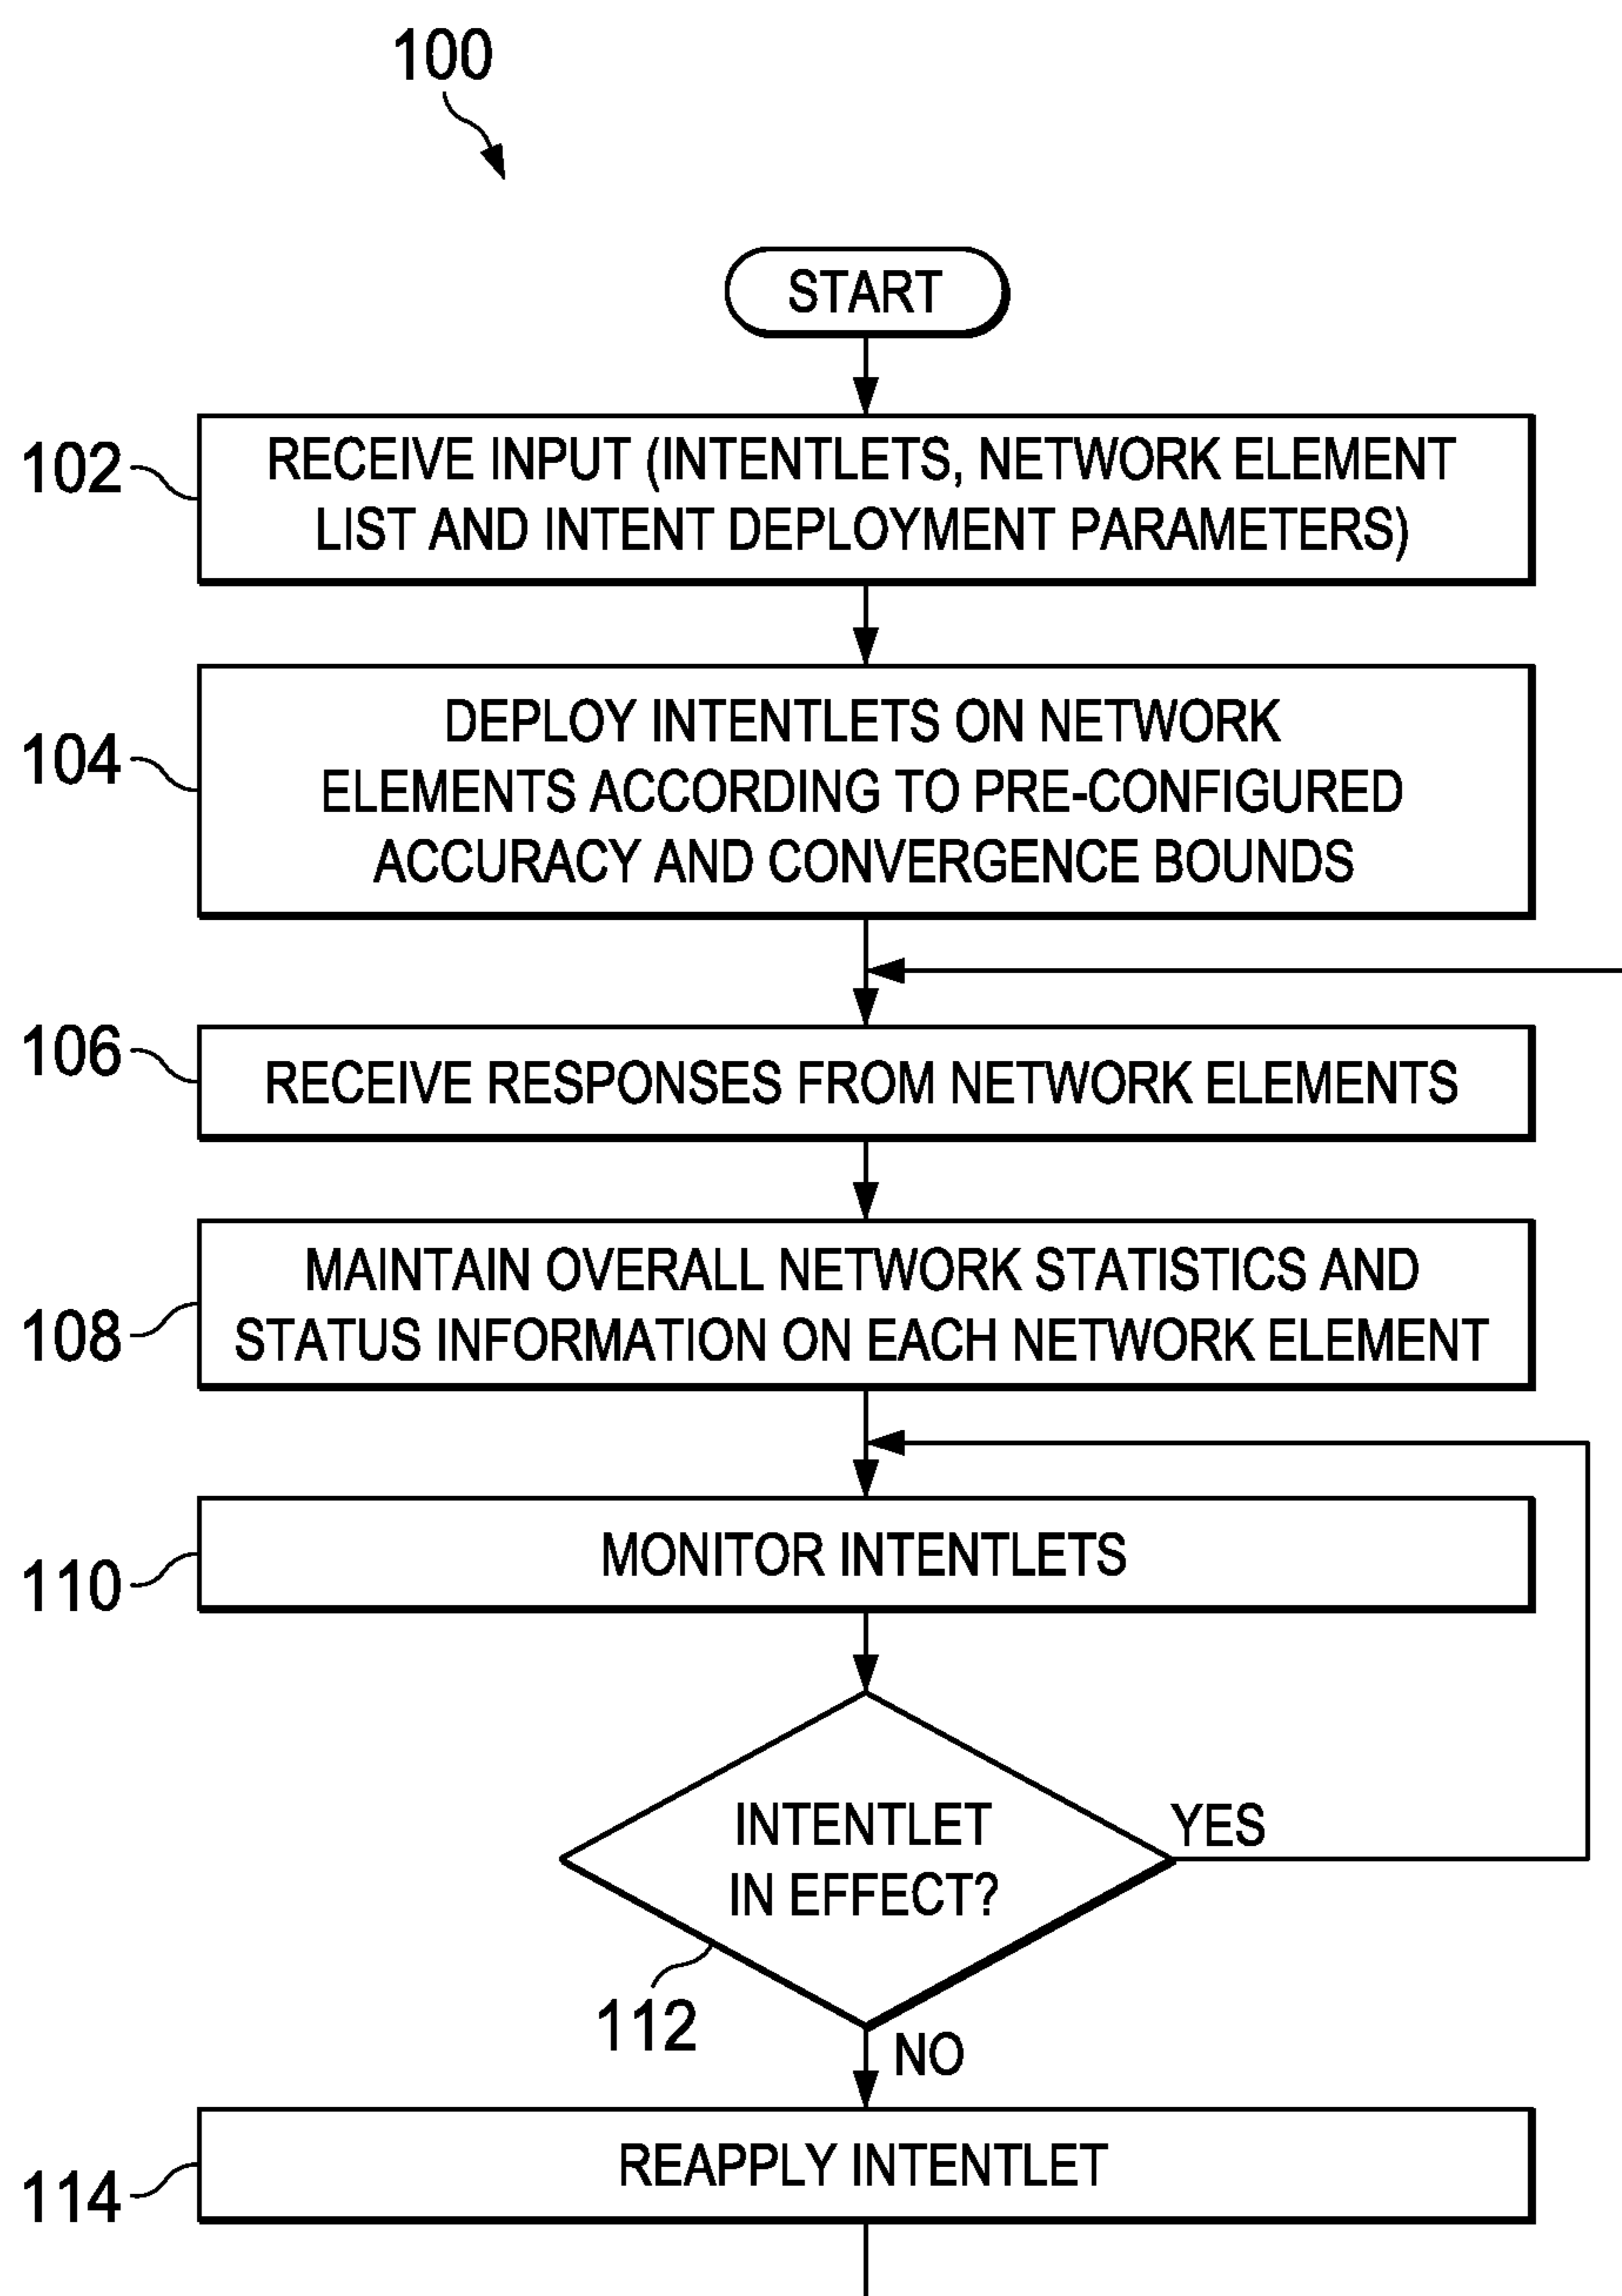 100
START
102
RECEIVE INPUT (INTENTLETS, NETWORK ELEMENT
LIST AND INTENT DEPLOYMENT PARAMETERS)
104
DEPLOY INTENTLETS ON NETWORK
ELEMENTS ACCORDING TO PRE-CONFIGURED
ACCURACY AND CONVERGENCE BOUNDS
106
RECEIVE RESPONSES FROM NETWORK ELEMENTS
108
MAINTAIN OVERALL NETWORK STATISTICS AND
STATUS INFORMATION ON EACH NETWORK ELEMENT
110
MONITOR INTENTLETS
INTENTLET
IN EFFECT?
YES
112
NO
114
REAPPLY INTENTLET